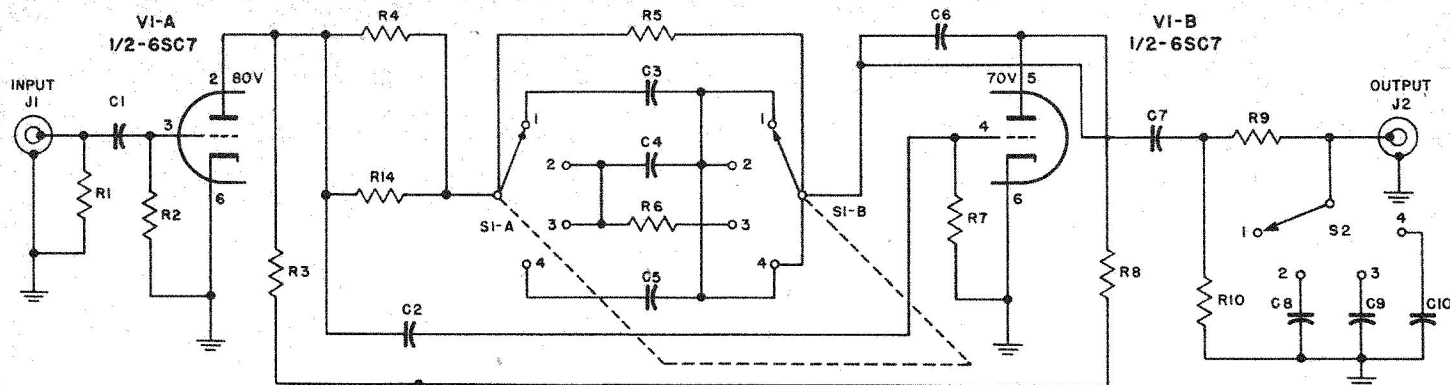 V1-A
1/2-6SC7
INPUT
J1
C1
R1
R2
2
80V
3
6
R3
R4
R14
C2
R5
S1-A
1
2
3
4
C3
C4
R6
C5
1
2
3
4
S1-B
C6
V1-B
1/2-6SC7
70V
5
4
6
R7
R8
C7
R9
R10
OUTPUT
J2
S2
1
2
3
4
C8
C9
C10